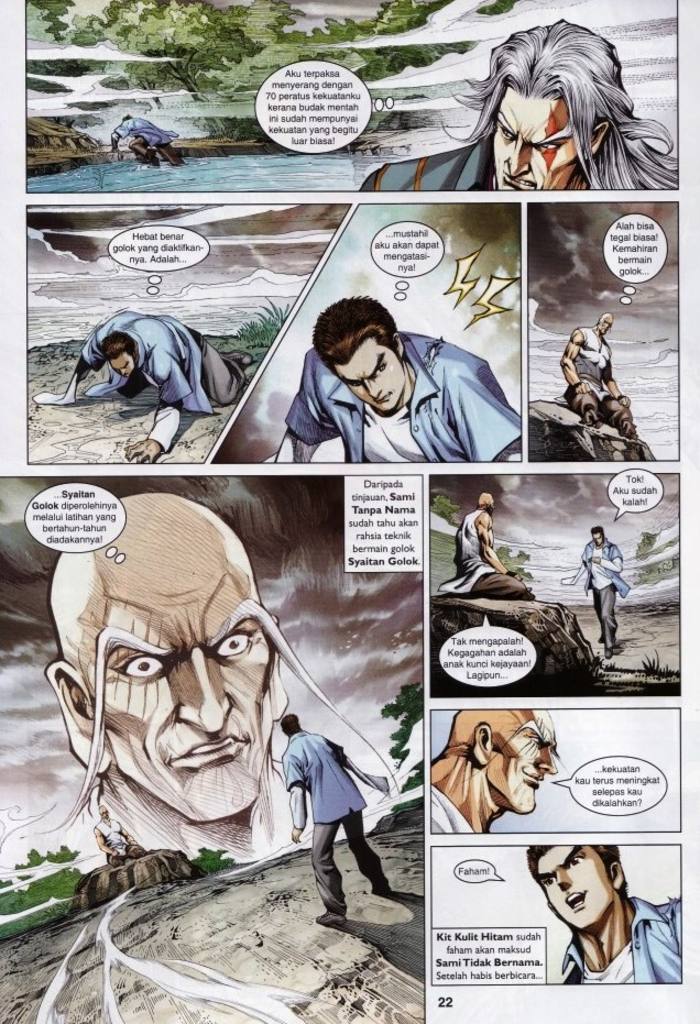 Aku terpaksa
menyerang dengan
70 peratus kekuatanku
kerana budak mentah
ini sudah mempunyai
kekuatan yang begitu
luar biasa!
Hebat benar
golok yang diaktifkan-
nya. Adalah...
...mustahil
aku akan dapat
mengatasi-
nya!
Alah bisa
tegal biasa!
Kemahiran
bermain
golok...
...Syaitan
Golok diperolehinya
melalui latihan yang
bertahun-tahun
diadakannya!
Daripada
tinjauan, Sami
Tanpa Nama
sudah tahu akan
rahsia teknik
bermain golok
Syaitan Golok.
Tok!
Aku sudah
kalah!
Tak mengapalah!
Kegagahan adalah
anak kunci kejayaan!
Lagipun...
...kekuatan
kau terus meningkat
selepas kau
dikalahkan?
Faham!
Kit Kulit Hitam sudah
faham akan maksud
Sami Tidak Bernama.
Setelah habis berbicara...
22